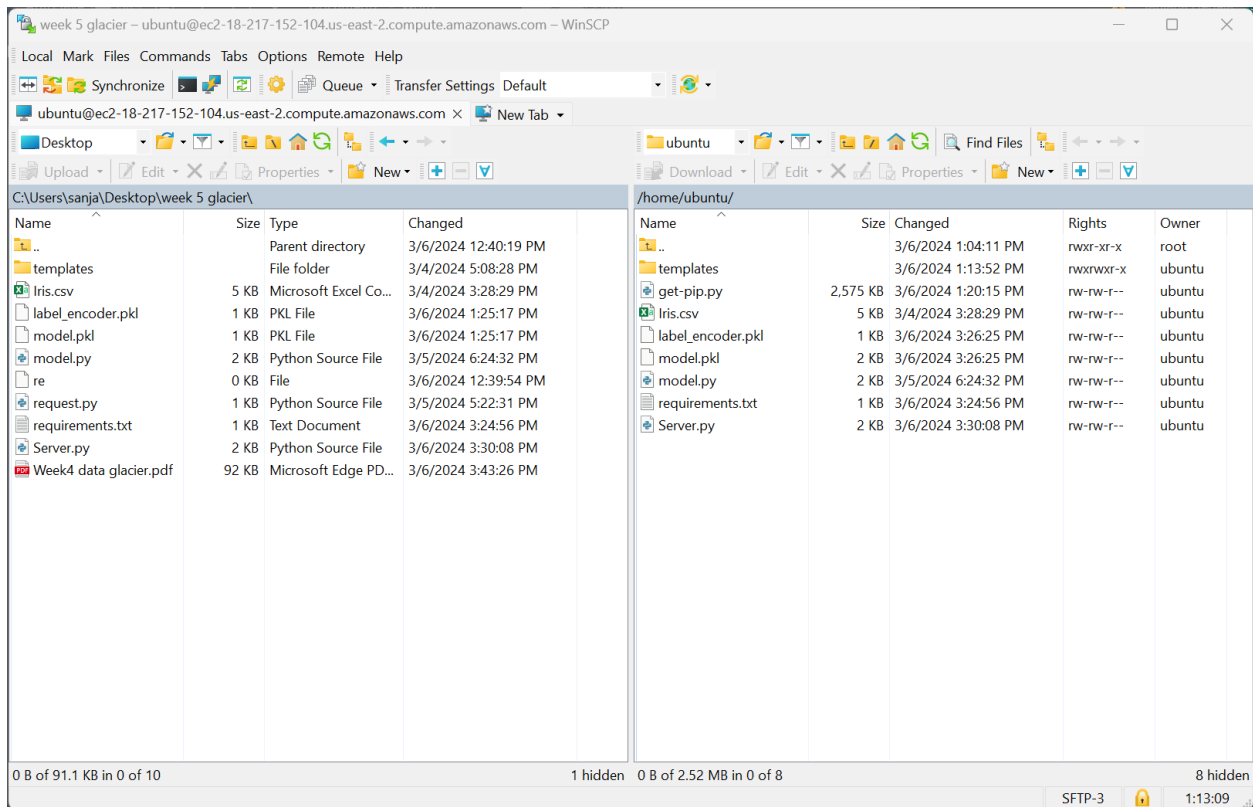 week 5 glacier – ubuntu@ec2-18-217-152-104.us-east-2.compute.amazonaws.com – WinSCP
Local Mark Files Commands Tabs Options Remote Help
Synchronize Queue Transfer Settings Default
ubuntu@ec2-18-217-152-104.us-east-2.compute.amazonaws.com × New Tab
Desktop
Upload Edit Properties New
C:\Users\sanja\Desktop\week 5 glacier\
Name Size Type Changed
.. Parent directory 3/6/2024 12:40:19 PM
templates File folder 3/4/2024 5:08:28 PM
Iris.csv 5 KB Microsoft Excel Co... 3/4/2024 3:28:29 PM
label_encoder.pkl 1 KB PKL File 3/6/2024 1:25:17 PM
model.pkl 1 KB PKL File 3/6/2024 1:25:17 PM
model.py 2 KB Python Source File 3/5/2024 6:24:32 PM
re 0 KB File 3/6/2024 12:39:54 PM
request.py 1 KB Python Source File 3/5/2024 5:22:31 PM
requirements.txt 1 KB Text Document 3/6/2024 3:24:56 PM
Server.py 2 KB Python Source File 3/6/2024 3:30:08 PM
Week4 data glacier.pdf 92 KB Microsoft Edge PD... 3/6/2024 3:43:26 PM
0 B of 91.1 KB in 0 of 10 1 hidden
ubuntu Find Files
Download Edit Properties New
/home/ubuntu/
Name Size Changed Rights Owner
.. 3/6/2024 1:04:11 PM rwxr-xr-x root
templates 3/6/2024 1:13:52 PM rwxrwxr-x ubuntu
get-pip.py 2,575 KB 3/6/2024 1:20:15 PM rw-rw-r-- ubuntu
Iris.csv 5 KB 3/4/2024 3:28:29 PM rw-rw-r-- ubuntu
label_encoder.pkl 1 KB 3/6/2024 3:26:25 PM rw-rw-r-- ubuntu
model.pkl 2 KB 3/6/2024 3:26:25 PM rw-rw-r-- ubuntu
model.py 2 KB 3/5/2024 6:24:32 PM rw-rw-r-- ubuntu
requirements.txt 1 KB 3/6/2024 3:24:56 PM rw-rw-r-- ubuntu
Server.py 2 KB 3/6/2024 3:30:08 PM rw-rw-r-- ubuntu
0 B of 2.52 MB in 0 of 8 8 hidden
SFTP-3 1:13:09